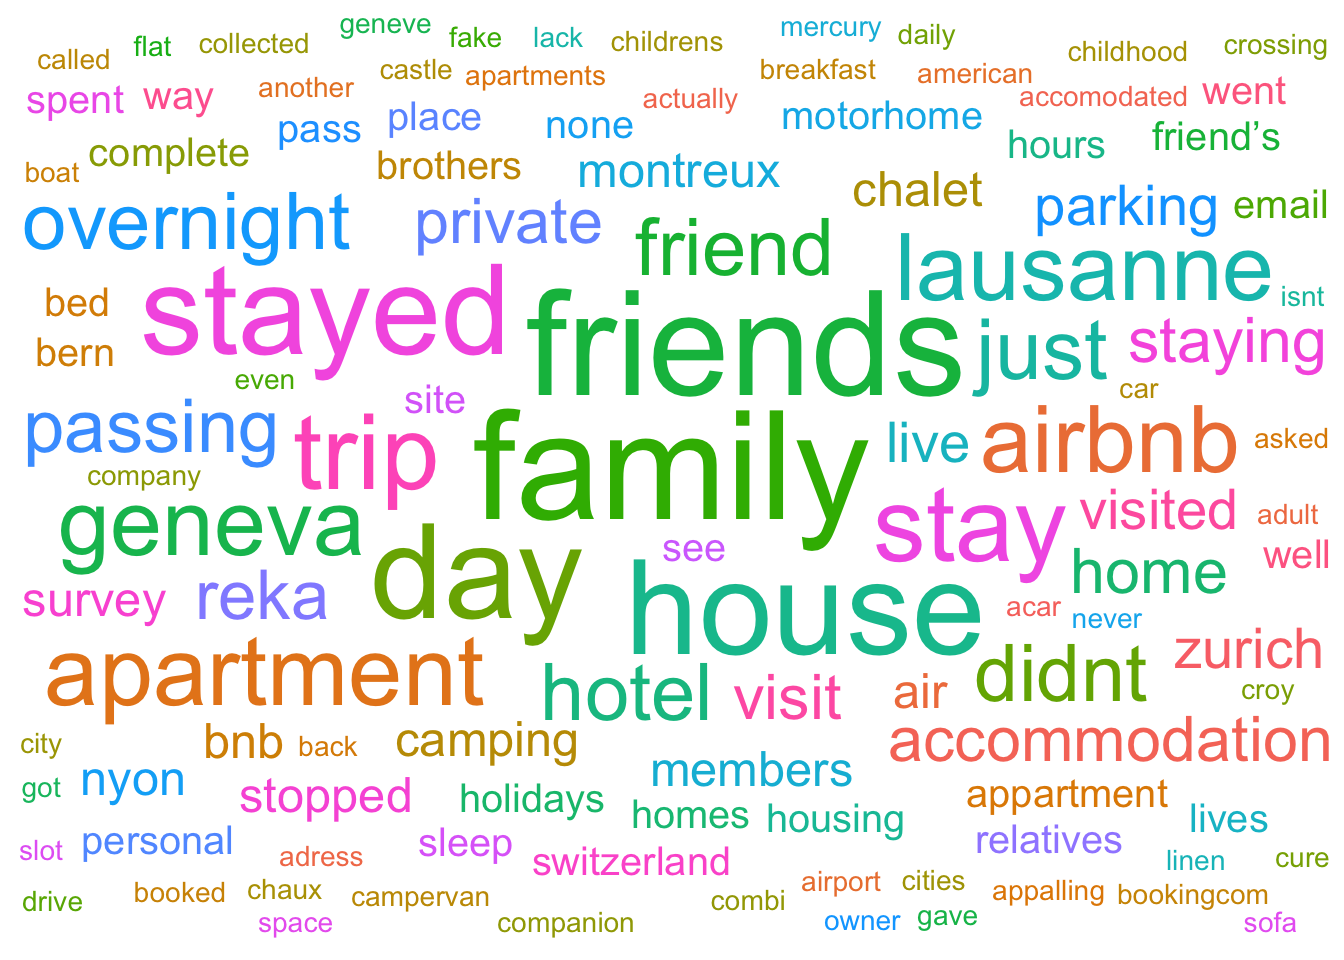 geneve
mercury
called
flat
collected
fake
lack
childrens
daily
childhood
crossing
castle
apartments
breakfast
american
spent
way
another
actually
accomodated
went
pass
place
none
motorhome
hours
friend’s
complete
brothers
montreux
boat
chalet
parking
email
overnight
private
friend
lausanne
bed
stayed
friends
isnt
just
staying
bern
even
site
car
passing
trip
family
live
airbnb
asked
company
geneva
day
stay
visited
adult
see
well
survey
reka
house
home
acar
never
apartment
hotel
visit
air
didnt
zurich
croy
city
bnb
back
camping
accommodation
got
nyon
stopped
holidays
members
homes
housing
appartment
lives
slot
personal
adress
sleep
switzerland
relatives
linen
cure
drive
booked
chaux
campervan
combi
airport
cities
appalling
bookingcom
space
companion
owner
gave
sofa